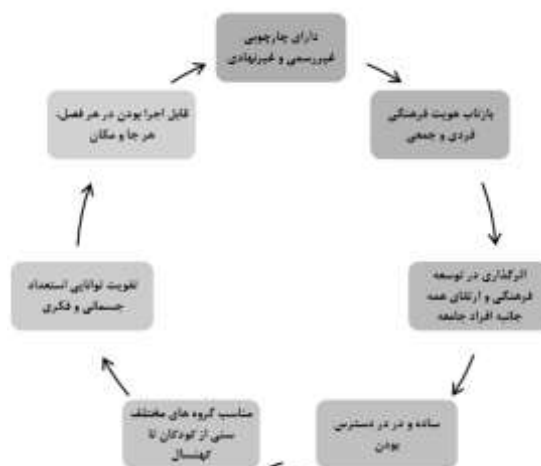 دارای چارچوبی
غیررسمی و غیرنهادی
بازتاب هویت فرهنگی
فردی و جمعی
اثرگذاری در توسعه
فرهنگی و ارتقای همه
جانبه افراد جامعه
ساده و در در دسترس
بودن
مناسب گروه های مختلف
سنی از کودکان تا
کهنسال
تقویت توانایی استعداد
جسمانی و فکری
قابل اجرا بودن در هر فصل،
هر جا و مکان